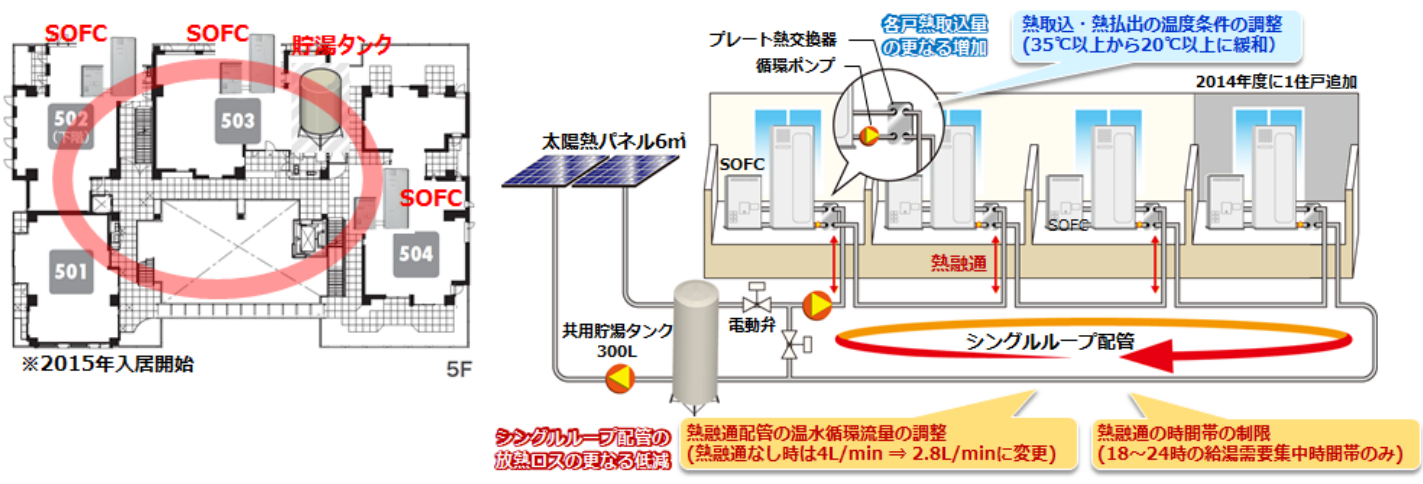 SOFC
SOFC
貯湯タンク
502
(下階)
503
SOFC
501
504
※2015年入居開始
5F
各戸熱取込量
の更なる増加
熱取込・熱払出の温度条件の調整
(35℃以上から20℃以上に緩和)
プレート熱交換器
循環ポンプ
2014年度に1住戸追加
太陽熱パネル6㎡
SOFC
SOFC
熱融通
電動弁
共用貯湯タンク
300L
シングルループ配管
シングルループ配管の
放熱ロスの更なる低減
熱融通配管の温水循環流量の調整
(熱融通なし時は4L/min ⇒ 2.8L/minに変更)
熱融通の時間帯の制限
(18～24時の給湯需要集中時間帯のみ)